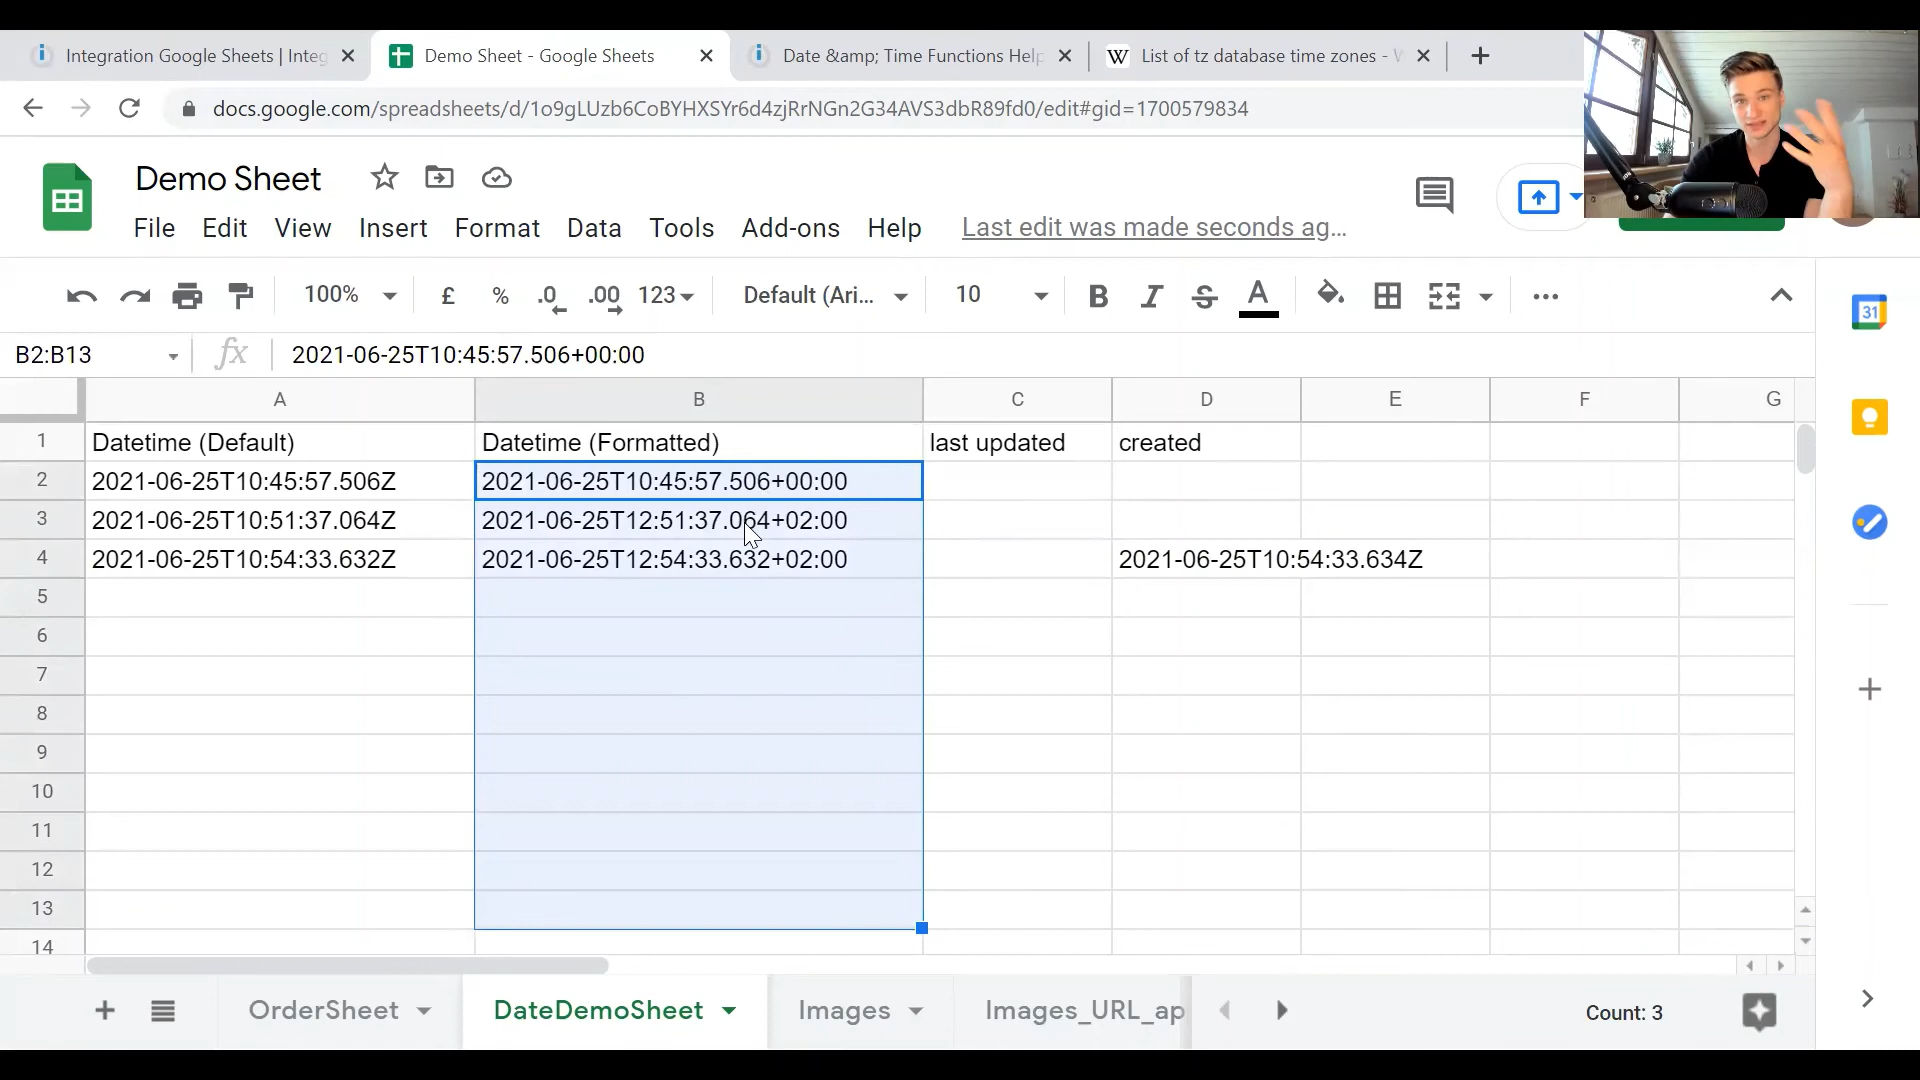 Integration Google Sheets | Integ
Demo Sheet - Google Sheets
Date &amp; Time Functions Help
List of tz database time zones - W
docs.google.com/spreadsheets/d/1o9gLUzb6CoBYHXSYr6d4zjRrNGn2G34AVS3dbR89fd0/edit#gid=1700579834
Demo Sheet
File Edit View Insert Format Data Tools Add-ons Help Last edit was made seconds ag...
100% £ % .0 .00 123 Default (Ari... 10 B I S A
B2:B13 fx 2021-06-25T10:45:57.506+00:00
A B C D E F G
1 Datetime (Default) Datetime (Formatted) last updated created
2 2021-06-25T10:45:57.506Z 2021-06-25T10:45:57.506+00:00
3 2021-06-25T10:51:37.064Z 2021-06-25T12:51:37.064+02:00
4 2021-06-25T10:54:33.632Z 2021-06-25T12:54:33.632+02:00 2021-06-25T10:54:33.634Z
5
6
7
8
9
10
11
12
13
14
OrderSheet DateDemoSheet Images Images_URL_ap Count: 3
31